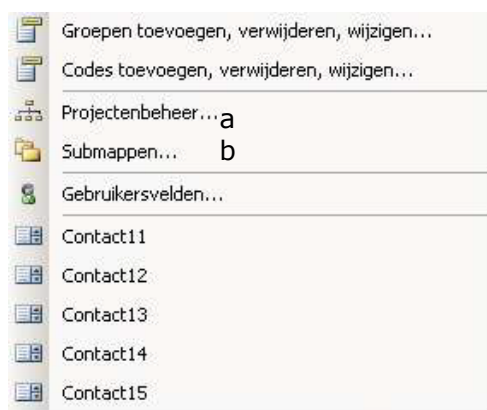 Groepen toevoegen, verwijderen, wijzigen...
Codes toevoegen, verwijderen, wijzigen...
Projectenbeheer... a
Submappen... b
Gebruikersvelden...
Contact11
Contact12
Contact13
Contact14
Contact15